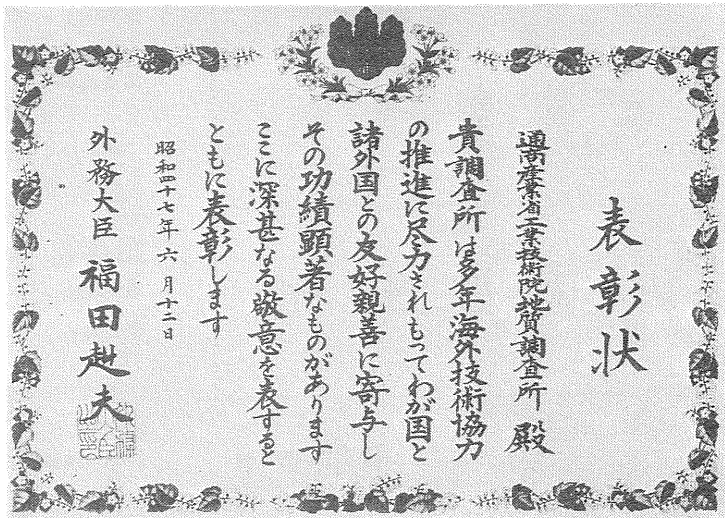 表彰状
通商産業省工業技術院地質調査所 殿
貴調査所は多年海外技術協力
の推進に尽力されもってわが国と
諸外国との友好親善に寄与し
その功績顕著なものがあります
ここに深甚なる敬意を表すると
ともに表彰します
昭和四十七年六月十二日
外務大臣 福田赳夫